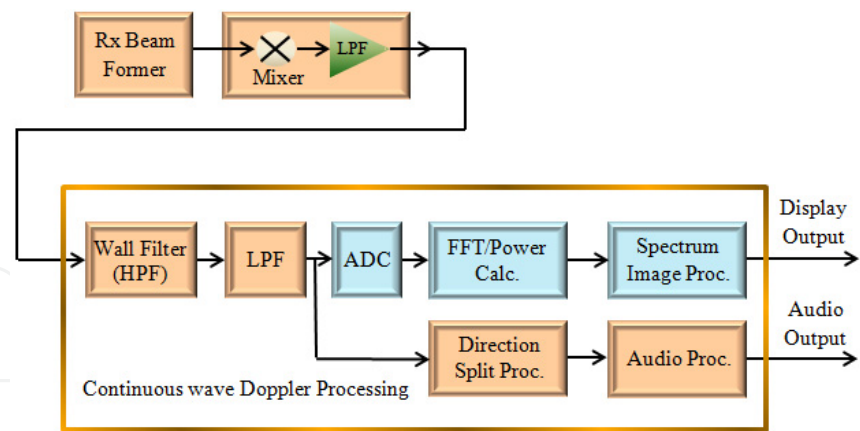 Rx Beam
Former
LPF
Mixer
Wall Filter
(HPF)
LPF
ADC
FFT/Power
Calc.
Spectrum
Image Proc.
Display
Output
Direction
Split Proc.
Audio Proc.
Audio
Output
Continuous wave Doppler Processing